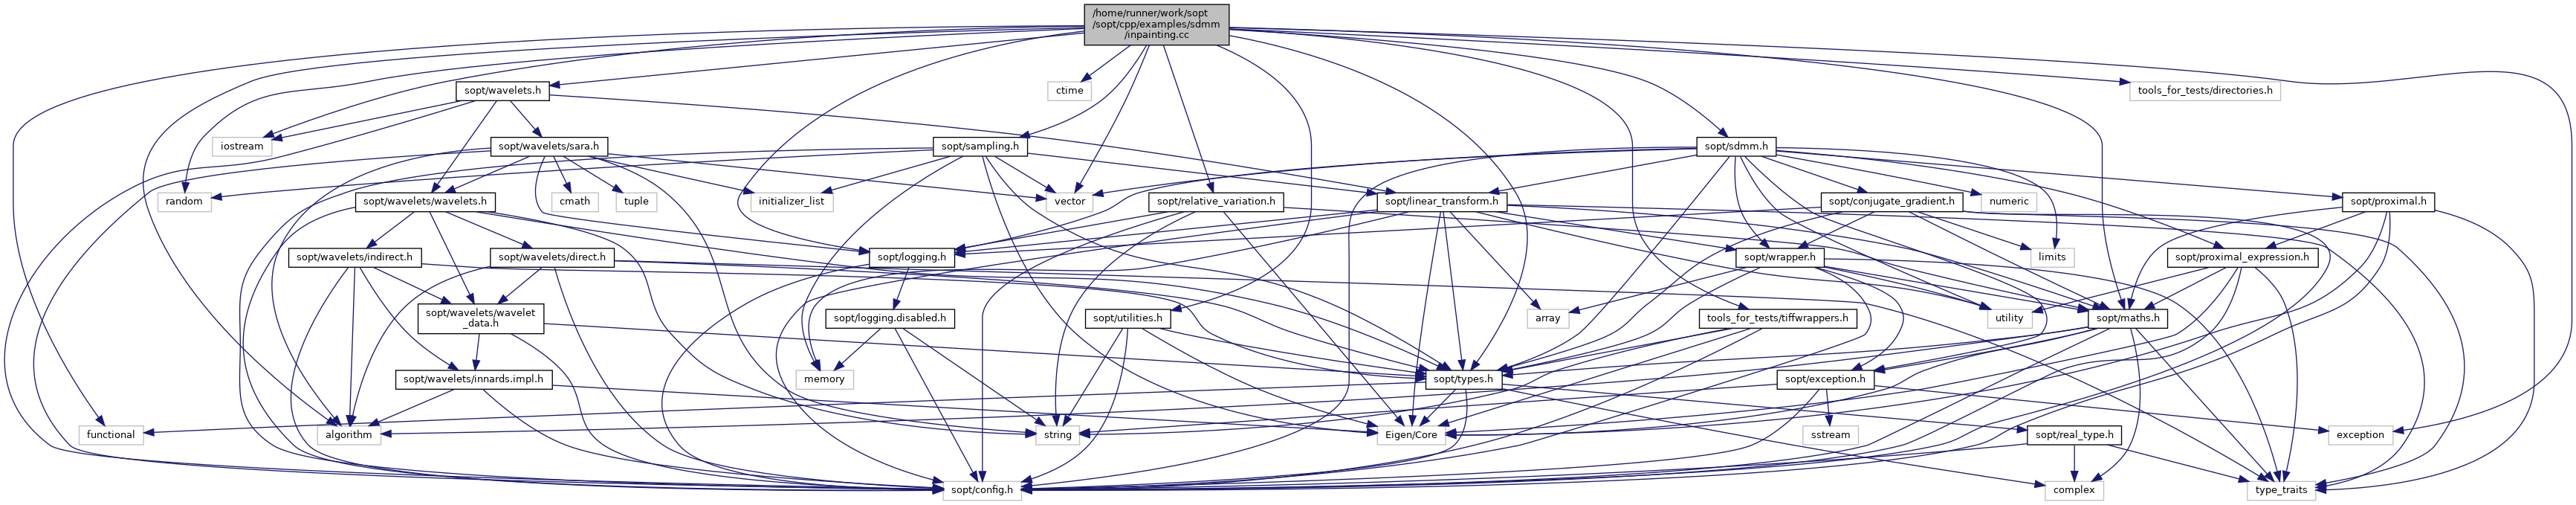 /home/runner/work/sopt
/sopt/cpp/examples/sdmm
/inpainting.cc
sopt/wavelets.h
ctime
tools_for_tests/directories.h
iostream
sopt/wavelets/sara.h
sopt/sampling.h
sopt/sdmm.h
random
sopt/wavelets/wavelets.h
cmath
tuple
initializer_list
vector
sopt/relative_variation.h
sopt/linear_transform.h
sopt/conjugate_gradient.h
numeric
sopt/proximal.h
sopt/wavelets/indirect.h
sopt/wavelets/direct.h
sopt/logging.h
sopt/wrapper.h
limits
sopt/proximal_expression.h
sopt/wavelets/wavelet
_data.h
sopt/logging.disabled.h
sopt/utilities.h
array
tools_for_tests/tiffwrappers.h
utility
sopt/maths.h
sopt/wavelets/innards.impl.h
memory
sopt/types.h
sopt/exception.h
functional
algorithm
string
Eigen/Core
sstream
sopt/real_type.h
exception
sopt/config.h
complex
type_traits